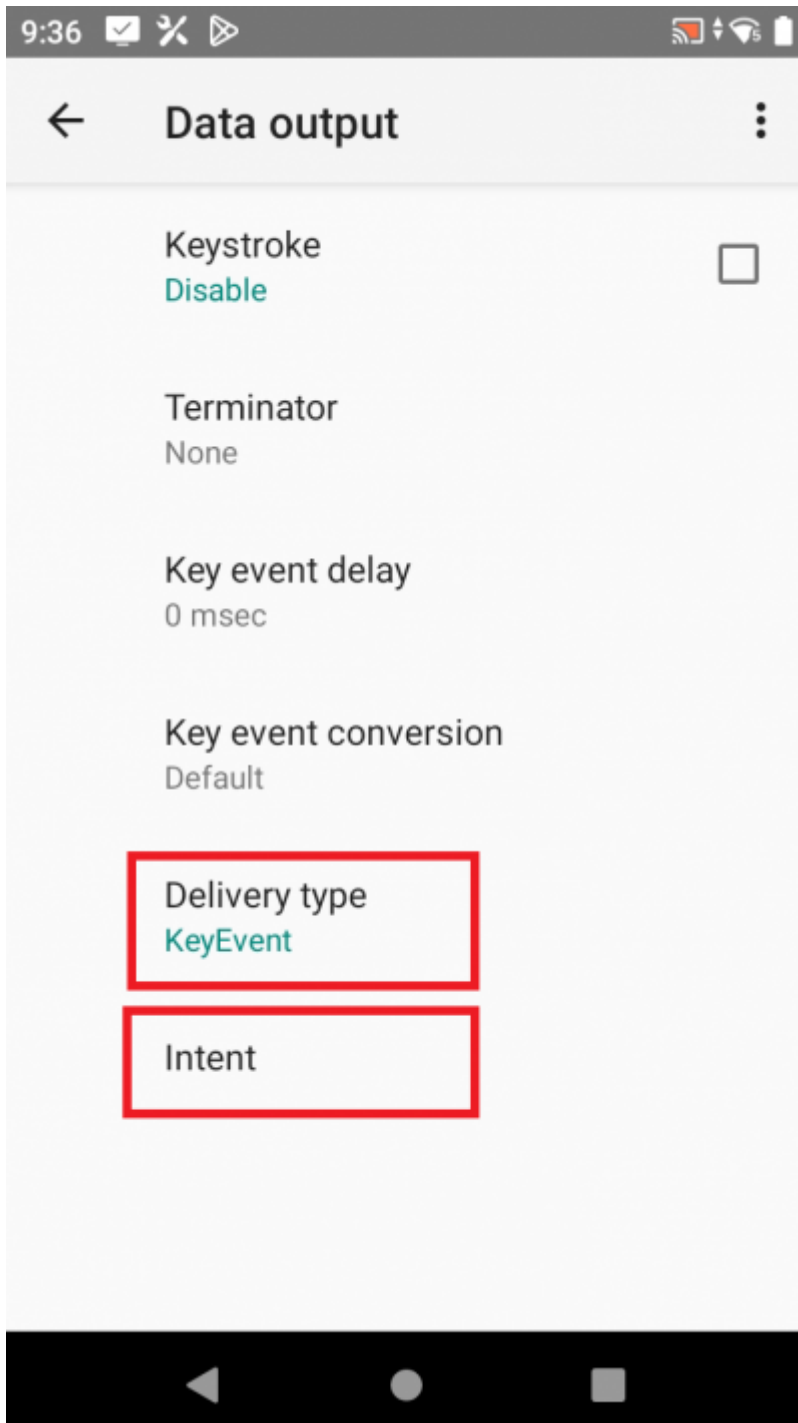 9:36
5
Data output
Keystroke
Disable
Terminator
None
Key event delay
0 msec
Key event conversion
Default
Delivery type
KeyEvent
Intent